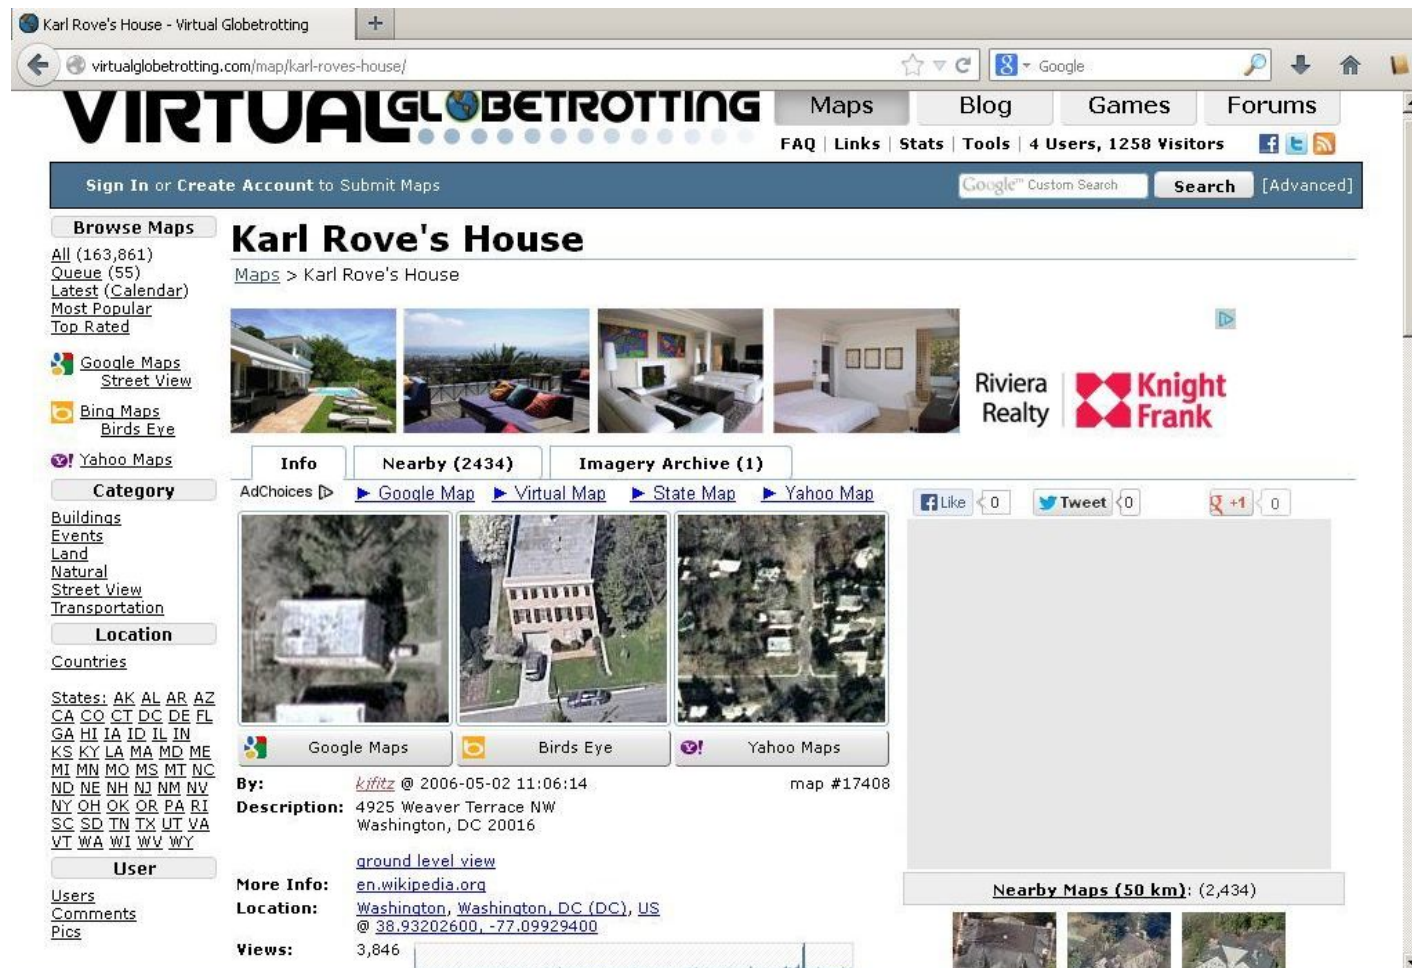 Karl Rove's House - Virtual Globetrotting
virtualglobetrotting.com/map/karl-roves-house/
Google
VIRTUALGLOBETROTTING
Maps Blog Games Forums
FAQ | Links | Stats | Tools | 4 Users, 1258 Visitors
Sign In or Create Account to Submit Maps
Google™ Custom Search Search [Advanced]
Browse Maps
All (163,861)
Queue (55)
Latest (Calendar)
Most Popular
Top Rated
Google Maps
Street View
Bing Maps
Birds Eye
Yahoo Maps
Category
Buildings
Events
Land
Natural
Street View
Transportation
Location
Countries
States: AK AL AR AZ
CA CO CT DC DE FL
GA HI IA ID IL IN
KS KY LA MA MD ME
MI MN MO MS MT NC
ND NE NH NJ NM NV
NY OH OK OR PA RI
SC SD TN TX UT VA
VT WA WI WV WY
User
Users
Comments
Pics
Karl Rove's House
Maps > Karl Rove's House
Riviera
Realty
Knight
Frank
Info Nearby (2434) Imagery Archive (1)
AdChoices Google Map Virtual Map State Map Yahoo Map
Like 0 Tweet 0 +1 0
Google Maps Birds Eye Yahoo Maps
By: kjfitz @ 2006-05-02 11:06:14 map #17408
Description: 4925 Weaver Terrace NW
Washington, DC 20016
ground level view
More Info: en.wikipedia.org
Location: Washington, Washington, DC (DC), US
@ 38.93202600, -77.09929400
Views: 3,846
Nearby Maps (50 km): (2,434)